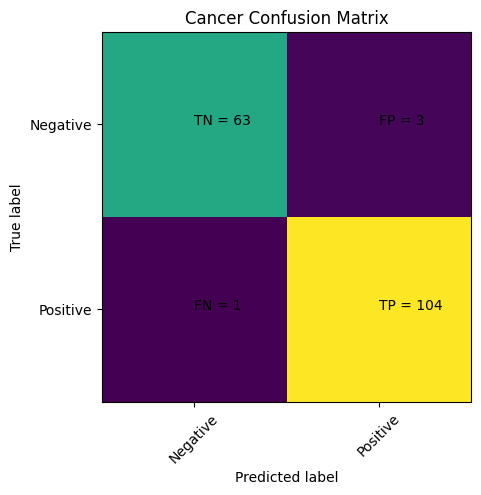 Cancer Confusion Matrix
True label
Negative
TN = 63
FP = 3
Positive
FN = 1
TP = 104
Negative
Positive
Predicted label